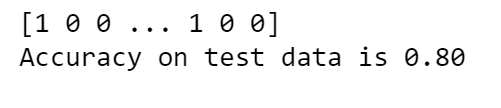 [1 0 0 ... 1 0 0]
Accuracy on test data is 0.80